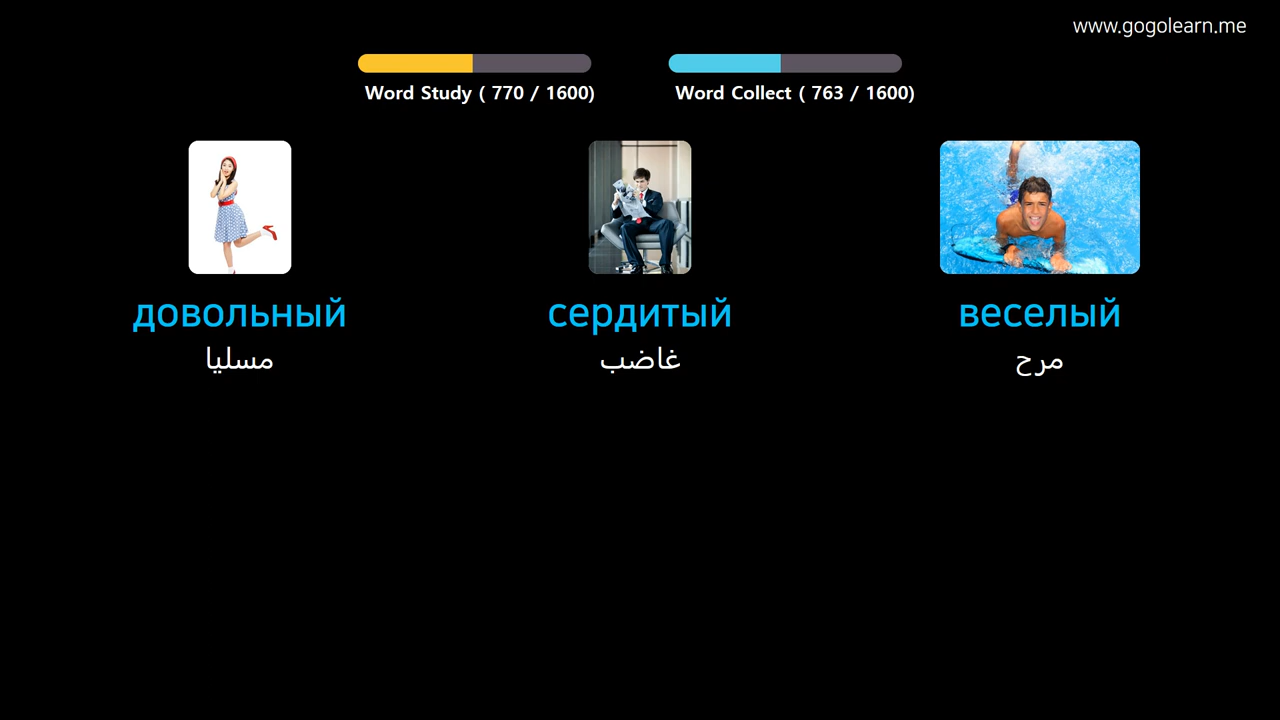 www.gogolearn.me
Word Study ( 770 / 1600)
Word Collect ( 763 / 1600)
довольный
сердитый
веселый
مسليا
غاضب
مرح